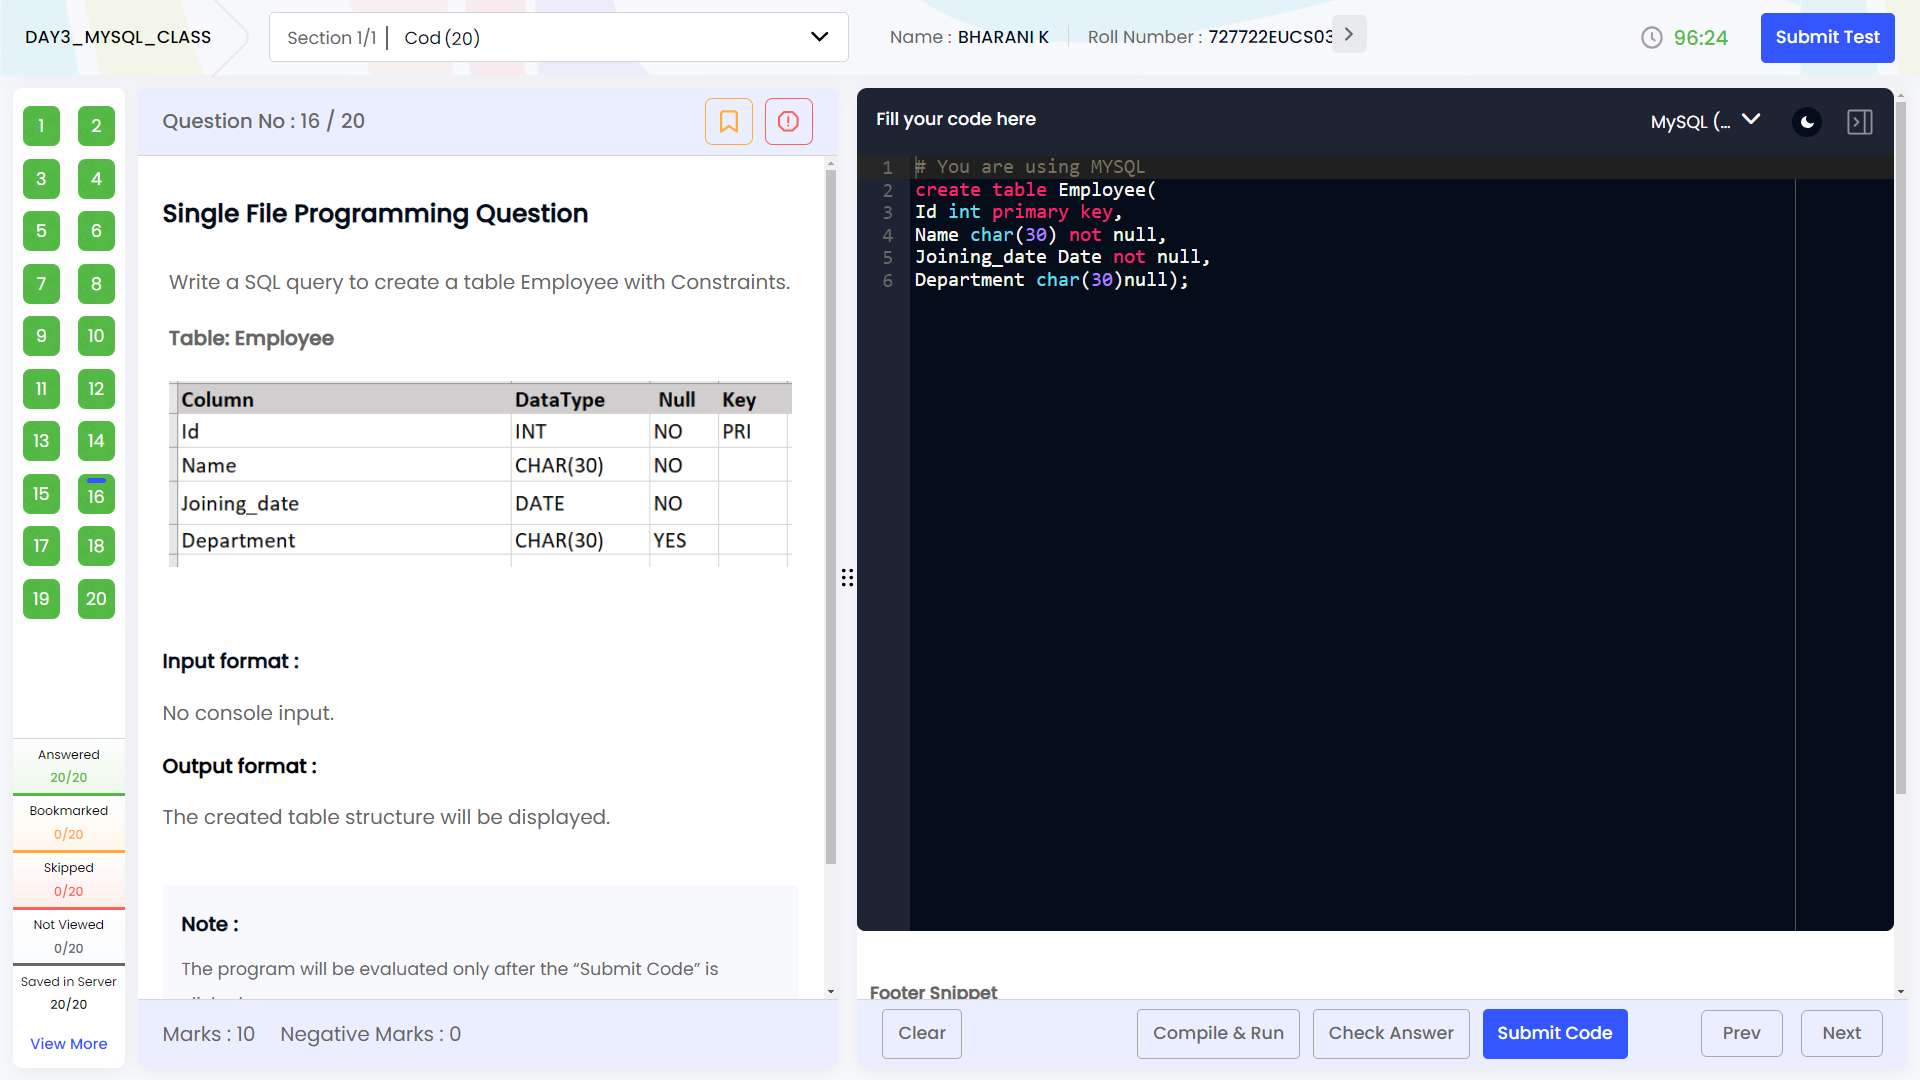 DAY3_MYSQL_CLASS
Section 1/1 | Cod (20)
Name : BHARANI K
Roll Number : 727722EUCS03
96:24
Submit Test
1 2
3 4
5 6
7 8
9 10
11 12
13 14
15 16
17 18
19 20
Answered
20/20
Bookmarked
0/20
Skipped
0/20
Not Viewed
0/20
Saved in Server
20/20
View More
Question No : 16 / 20
Single File Programming Question
Write a SQL query to create a table Employee with Constraints.
Table: Employee
Column DataType Null Key
Id INT NO PRI
Name CHAR(30) NO
Joining_date DATE NO
Department CHAR(30) YES
Input format :
No console input.
Output format :
The created table structure will be displayed.
Note :
The program will be evaluated only after the “Submit Code” is
Marks : 10 Negative Marks : 0
Fill your code here
MySQL (...
1 # You are using MYSQL
2 create table Employee(
3 Id int primary key,
4 Name char(30) not null,
5 Joining_date Date not null,
6 Department char(30)null);
Footer Snippet
Clear
Compile & Run
Check Answer
Submit Code
Prev
Next